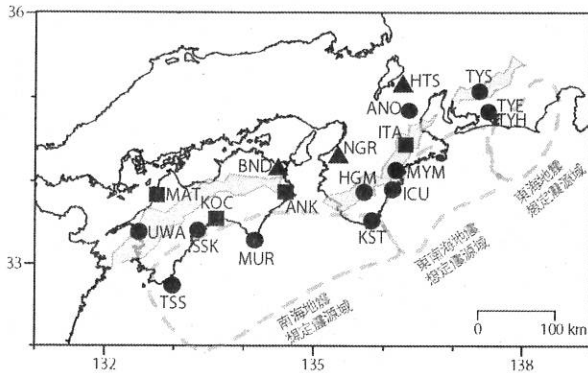 36
HTS
TYS
ANO
TYE
TYH
ITA
NGR
BND
MYM
HGM
ICU
MAT
ANK
KOC
KST
UWA
SSK
MUR
33
TSS
東海地震
想定震源域
東南海地震
想定震源域
南海地震
想定震源域
0 100 km
132 135 138